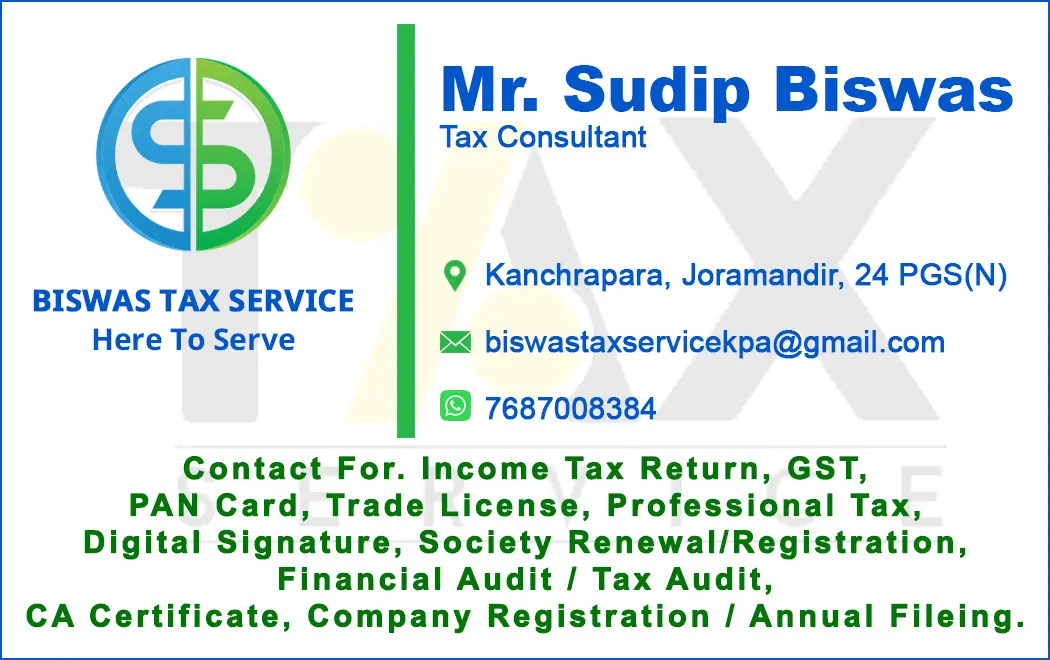 BISWAS TAX SERVICE
Here To Serve
Mr. Sudip Biswas
Tax Consultant
Kanchrapara, Joramandir, 24 PGS(N)
biswastaxservicekpa@gmail.com
7687008384
TAX
SERVICE
Contact For. Income Tax Return, GST,
PAN Card, Trade License, Professional Tax,
Digital Signature, Society Renewal/Registration,
Financial Audit / Tax Audit,
CA Certificate, Company Registration / Annual Fileing.